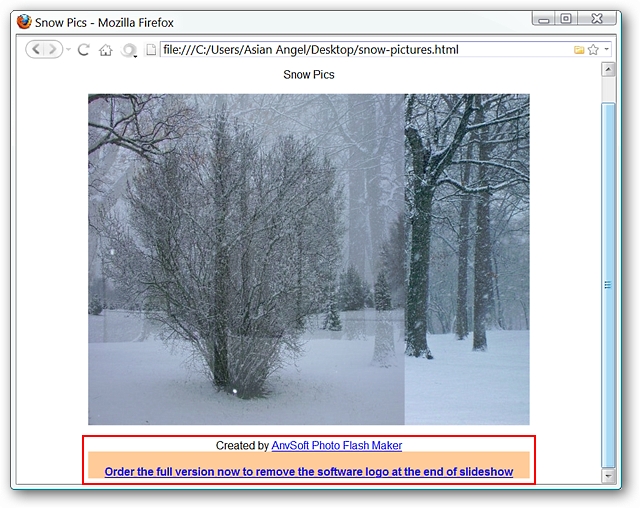 Snow Pics - Mozilla Firefox
file:///C:/Users/Asian Angel/Desktop/snow-pictures.html
Snow Pics
Created by AnvSoft Photo Flash Maker
Order the full version now to remove the software logo at the end of slideshow